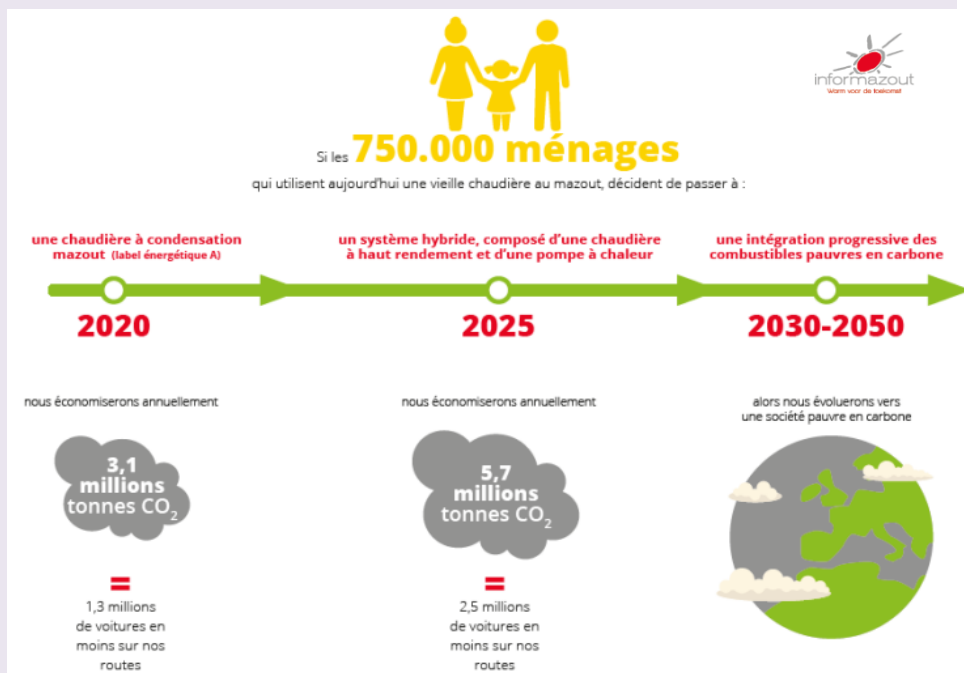 informazout
Warm voor de toekomst
Si les 750.000 ménages
qui utilisent aujourd'hui une vieille chaudière au mazout, décident de passer à :
une chaudière à condensation
mazout (label énergétique A)
2020
nous économiserons annuellement
3,1
millions
tonnes CO₂
=
1,3 millions
de voitures en
moins sur nos
routes
un système hybride, composé d'une chaudière
à haut rendement et d'une pompe à chaleur
2025
nous économiserons annuellement
5,7
millions
tonnes CO₂
=
2,5 millions
de voitures en
moins sur nos
routes
une intégration progressive des
combustibles pauvres en carbone
2030-2050
alors nous évoluerons vers
une société pauvre en carbone